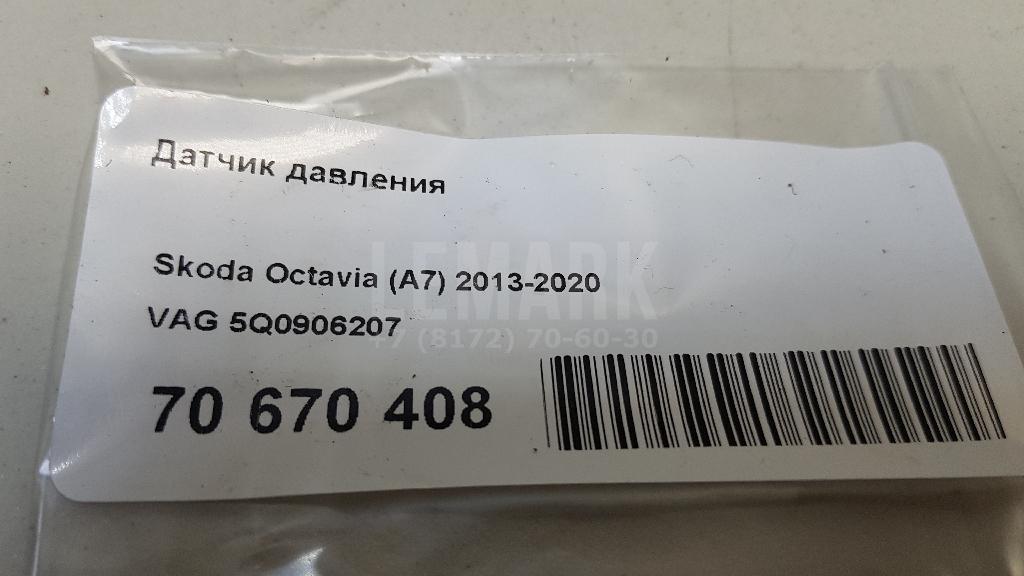 Датчик давления
Skoda Octavia (A7) 2013-2020
LEMARK
VAG 5Q0906207
+7 (8172) 70-60-30
70 670 408